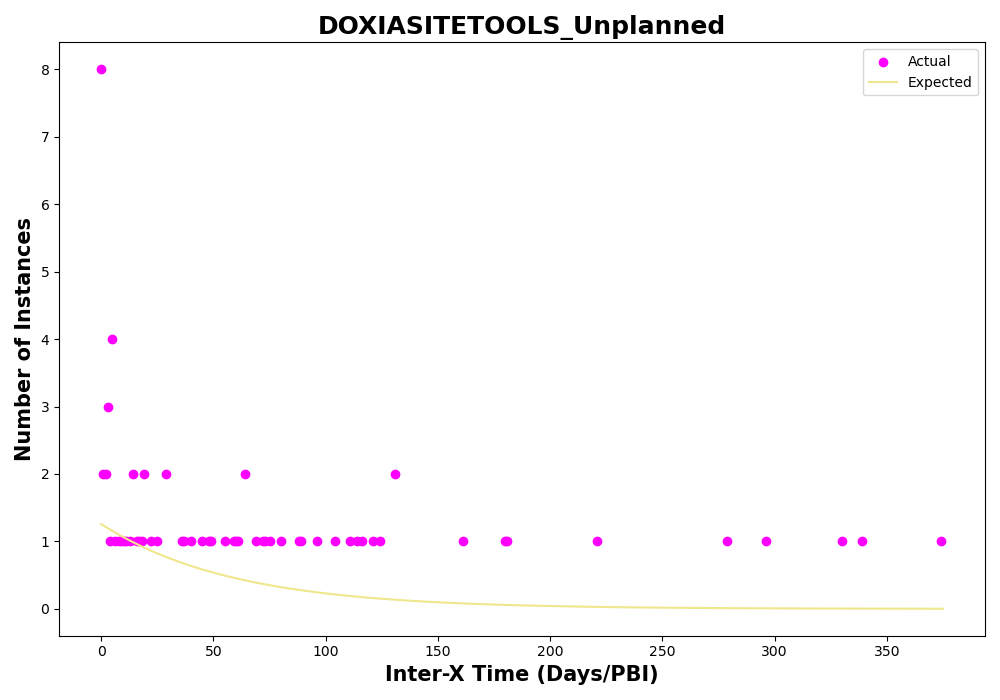 DOXIASITETOOLS_Unplanned
Actual
Expected
Number of Instances
8
7
6
5
4
3
2
1
0
0 50 100 150 200 250 300 350
Inter-X Time (Days/PBI)